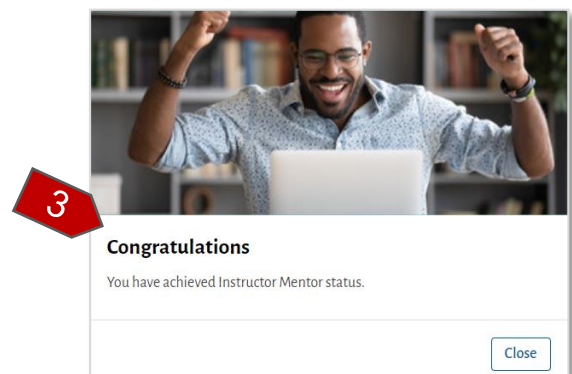 3
Congratulations
You have achieved Instructor Mentor status.
Close